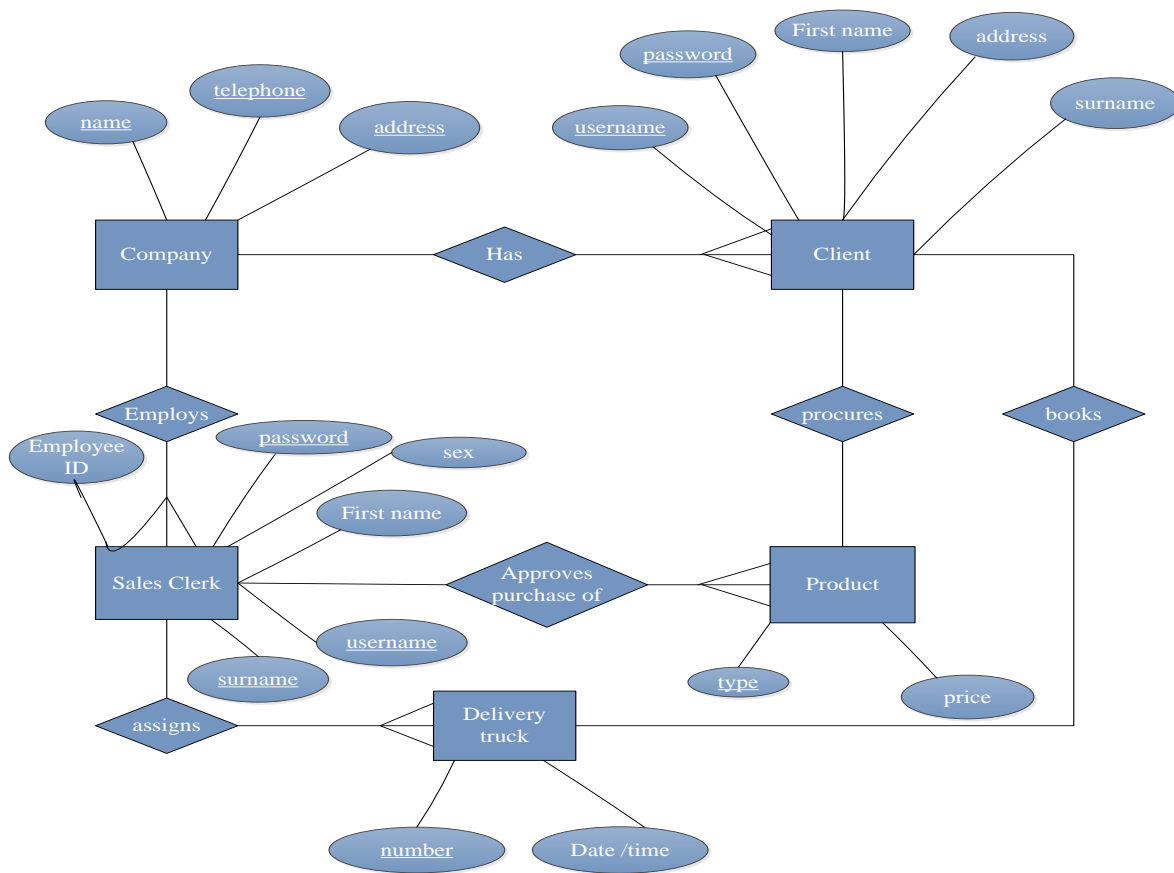 First name
address
password
telephone
surname
name
address
username
Company
Has
Client
Employs
procures
books
password
Employee
ID
sex
First name
Sales Clerk
Approves
purchase of
Product
username
surname
type
price
assigns
Delivery
truck
number
Date /time